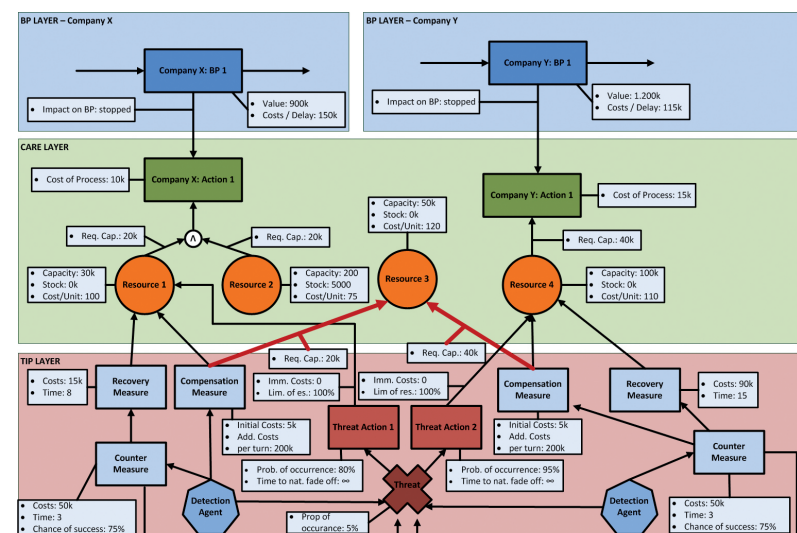 BP LAYER – Company X
Company X: BP 1
• Impact on BP: stopped
• Value: 900k
• Costs / Delay: 150k
BP LAYER – Company Y
Company Y: BP 1
• Impact on BP: stopped
• Value: 1.200k
• Costs / Delay: 115k
CARE LAYER
• Cost of Process: 10k
Company X: Action 1
Company Y: Action 1
• Cost of Process: 15k
• Capacity: 50k
• Stock: 0k
• Cost/Unit: 120
• Req. Cap.: 20k
Λ
• Req. Cap.: 20k
• Req. Cap.: 40k
• Capacity: 30k
• Stock: 0k
• Cost/Unit: 100
Resource 1
Resource 2
• Capacity: 200
• Stock: 5000
• Cost/Unit: 75
Resource 3
Resource 4
• Capacity: 100k
• Stock: 0k
• Cost/Unit: 110
TIP LAYER
• Req. Cap.: 20k
• Req. Cap.: 40k
• Costs: 15k
• Time: 8
Recovery
Measure
Compensation
Measure
• Imm. Costs: 0
• Lim. of es.: 100%
• Imm. Costs: 0
• Lim of res.: 100%
Compensation
Measure
Recovery
Measure
• Costs: 90k
• Time: 15
• Initial Costs: 5k
• Add. Costs
per turn: 200k
Threat Action 1
Threat Action 2
• Initial Costs: 5k
• Add. Costs
per turn: 200k
Counter
Measure
• Prob. of occurrence: 80%
• Time to nat. fade off: ∞
• Prob. of occurrence: 95%
• Time to nat. fade off: ∞
Counter
Measure
Threat
• Costs: 50k
• Time: 3
• Chance of success: 75%
Detection
Agent
• Prop of
occurance: 5%
Detection
Agent
• Costs: 50k
• Time: 3
• Chance of success: 75%